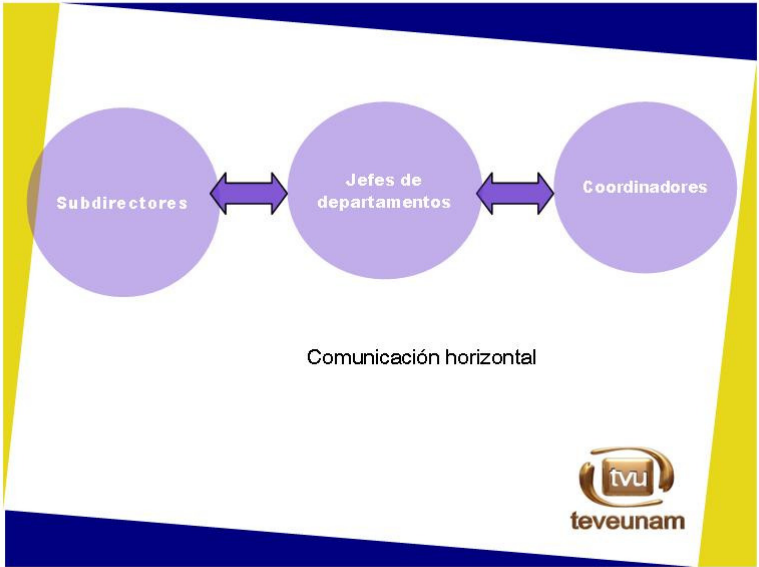 Subdirectores
Jefes de
departamentos
Coordinadores
Comunicación horizontal
tvu
teveunam